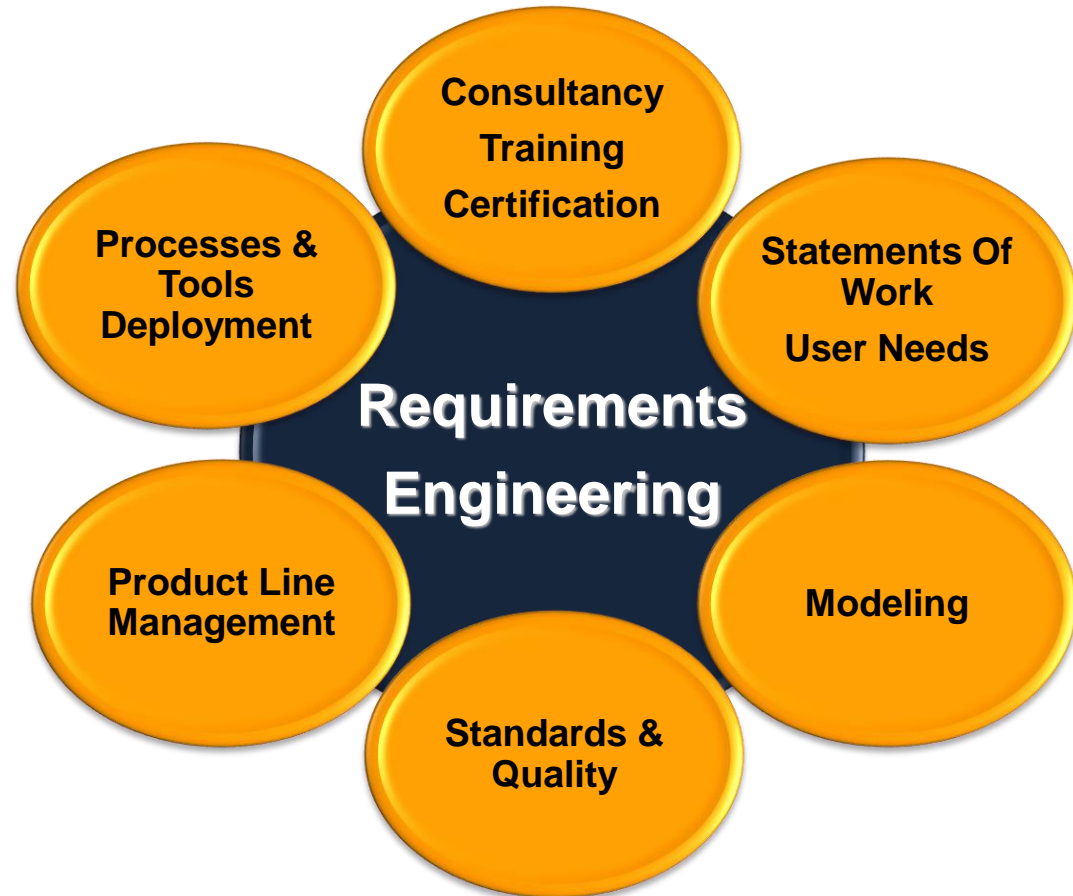 Consultancy
Training
Certification
Processes &
Tools
Deployment
Statements Of
Work
User Needs
Requirements
Engineering
Product Line
Management
Modeling
Standards &
Quality